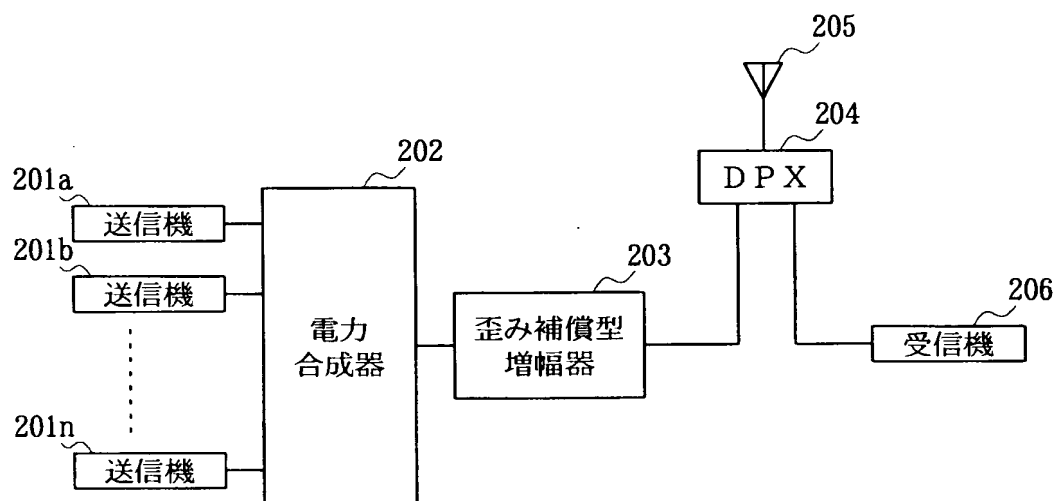 205
204
DPX
202
201a
送信機
201b
送信機
203
206
電力
合成器
歪み補償型
増幅器
受信機
201n
送信機